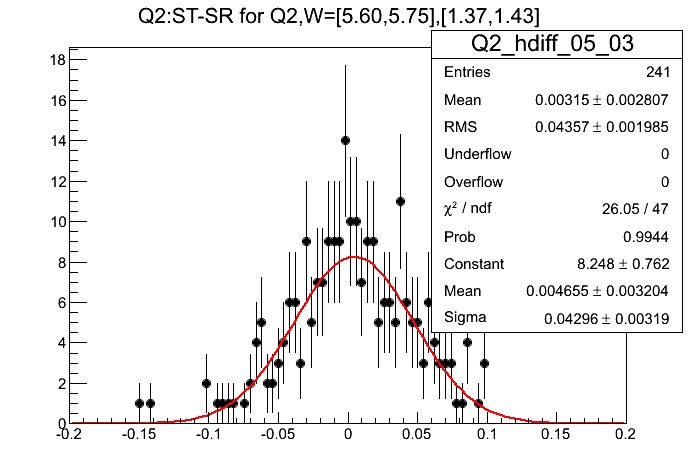 Q2:ST-SR for Q2,W=[5.60,5.75],[1.37,1.43]
Q2_hdiff_05_03
Entries 241
Mean 0.00315 ± 0.002807
RMS 0.04357 ± 0.001985
Underflow 0
Overflow 0
χ² / ndf 26.05 / 47
Prob 0.9944
Constant 8.248 ± 0.762
Mean 0.004655 ± 0.003204
Sigma 0.04296 ± 0.00319
18
16
14
12
10
8
6
4
2
0
-0.2 -0.15 -0.1 -0.05 0 0.05 0.1 0.15 0.2